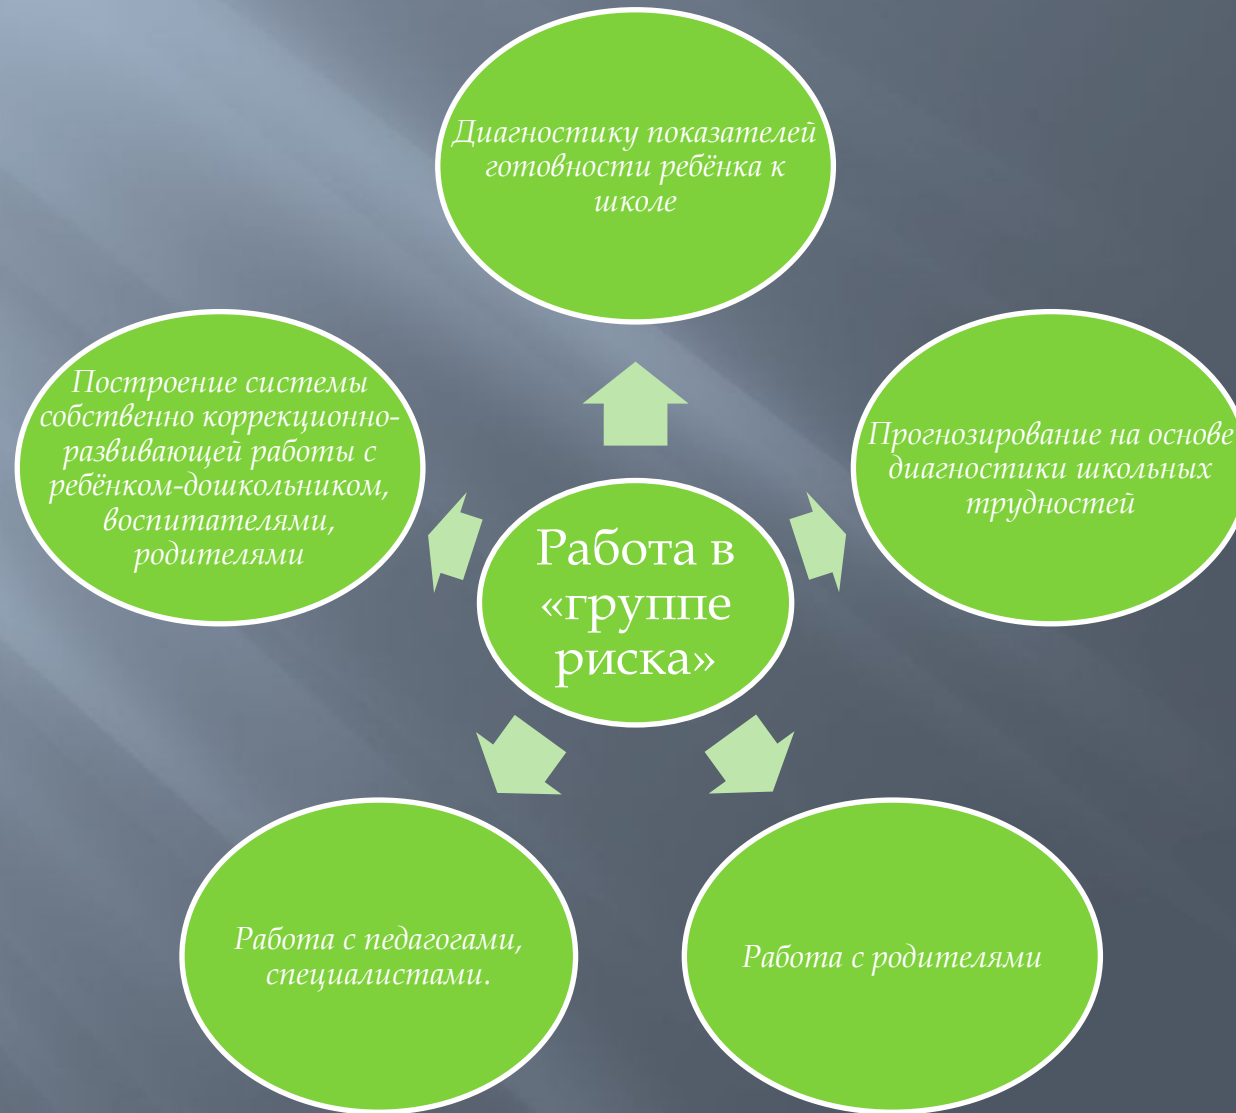 Диагностику показателей
готовности ребёнка к
школе
Построение системы
собственно коррекционно-
развивающей работы с
ребёнком-дошкольником,
воспитателями,
родителями
Прогнозирование на основе
диагностики школьных
трудностей
Работа в
«группе
риска»
Работа с педагогами,
специалистами.
Работа с родителями